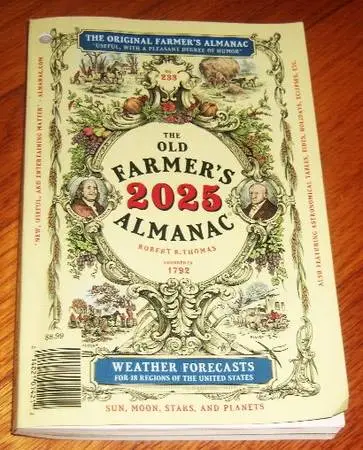 THE ORIGINAL FARMER'S ALMANAC
"USEFUL, WITH A PLEASANT DEGREE OF HUMOR"
No. 233
THE
OLD
FARMER'S
2025
ALMANAC
ROBERT B. THOMAS
1792
"NEW, USEFUL, AND ENTERTAINING MATTER" · ALMANAC.COM
ALSO FEATURING ASTRONOMICAL TABLES, TIDES, HOLIDAYS, ECLIPSES, ETC.
$8.99
WEATHER FORECASTS
FOR 18 REGIONS OF THE UNITED STATES
SUN, MOON, STARS, AND PLANETS